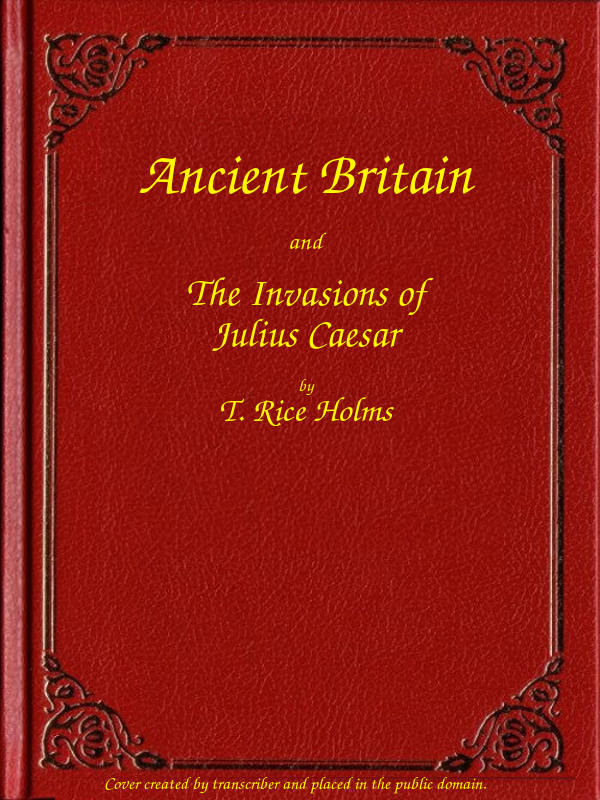 Ancient Britain
and
The Invasions of
Julius Caesar
by
T. Rice Holms
Cover created by transcriber and placed in the public domain.